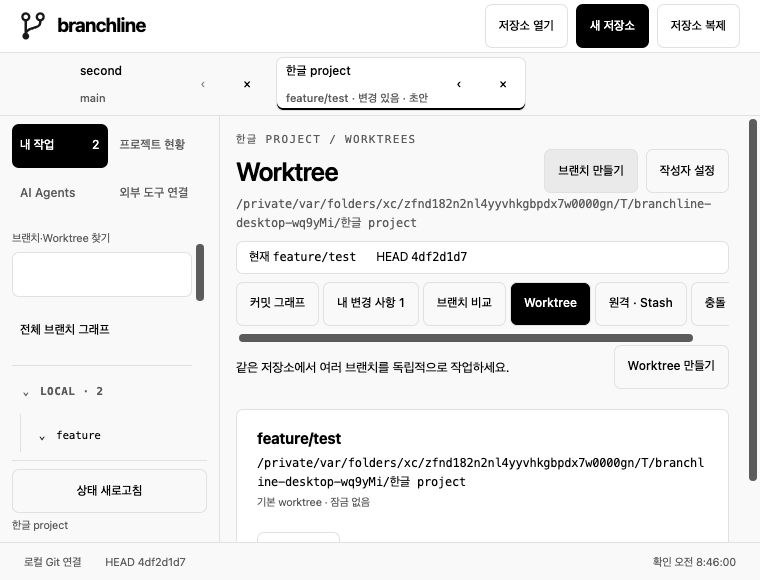 branchline
저장소 열기
새 저장소
저장소 복제
second
main
한글 project
feature/test · 변경 있음 · 초안
내 작업 2
프로젝트 현황
AI Agents
외부 도구 연결
브랜치·Worktree 찾기
전체 브랜치 그래프
LOCAL · 2
feature
상태 새로고침
한글 project
한글 PROJECT / WORKTREES
Worktree
브랜치 만들기
작성자 설정
/private/var/folders/xc/zfnd182n2nl4yyvhkgbpdx7w0000gn/T/branchline-
desktop-wq9yMi/한글 project
현재 feature/test HEAD 4df2d1d7
커밋 그래프
내 변경 사항 1
브랜치 비교
Worktree
원격 · Stash
충돌
같은 저장소에서 여러 브랜치를 독립적으로 작업하세요.
Worktree 만들기
feature/test
/private/var/folders/xc/zfnd182n2nl4yyvhkgbpdx7w0000gn/T/branchl
ine-desktop-wq9yMi/한글 project
기본 worktree · 잠금 없음
로컬 Git 연결
HEAD 4df2d1d7
확인 오전 8:46:00